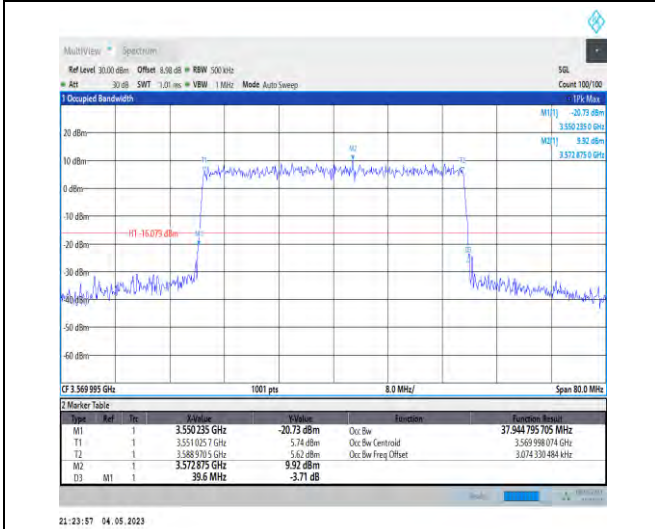 MultiView Spectrum
Ref Level 30.00 dBm Offset 8.98 dB RBW 500 kHz SGL
Att 30 dB SWT 1.01 ms VBW 1 MHz Mode Auto Sweep Count 100/100
1 Occupied Bandwidth 1Pk Max
M1[1] -20.73 dBm
3.550 235 0 GHz
20 dBm
M2[1] 9.92 dBm
3.572 875 0 GHz
M2
10 dBm
T1
T2
0 dBm
-10 dBm
H1 -16.079 dBm
M1
-20 dBm
D3
-30 dBm
-40 dBm
-50 dBm
-60 dBm
CF 3.569 995 GHz 1001 pts 8.0 MHz/ Span 80.0 MHz
2 Marker Table
Type Ref Trc X-Value Y-Value Function Function Result
M1 1 3.550 235 GHz -20.73 dBm Occ Bw 37.944 795 705 MHz
T1 1 3.551 025 7 GHz 5.74 dBm Occ Bw Centroid 3.569 998 074 GHz
T2 1 3.588 970 5 GHz 5.62 dBm Occ Bw Freq Offset 3.074 330 484 kHz
M2 1 3.572 875 GHz 9.92 dBm
D3 M1 1 39.6 MHz -3.71 dB
21:23:57 04.05.2023